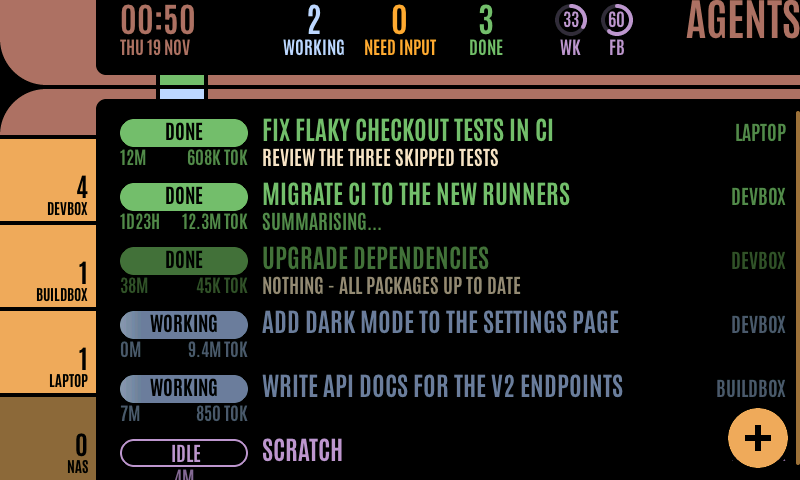 00:50
THU 19 NOV
2
WORKING
0
NEED INPUT
3
DONE
33
WK
60
FB
AGENTS
4
DEVBOX
1
BUILDBOX
1
LAPTOP
0
NAS
DONE FIX FLAKY CHECKOUT TESTS IN CI LAPTOP
12M 608K TOK REVIEW THE THREE SKIPPED TESTS
DONE MIGRATE CI TO THE NEW RUNNERS DEVBOX
1D23H 12.3M TOK SUMMARISING...
DONE UPGRADE DEPENDENCIES DEVBOX
38M 45K TOK NOTHING - ALL PACKAGES UP TO DATE
WORKING ADD DARK MODE TO THE SETTINGS PAGE DEVBOX
0M 9.4M TOK
WORKING WRITE API DOCS FOR THE V2 ENDPOINTS BUILDBOX
7M 850 TOK
IDLE SCRATCH
4M
+